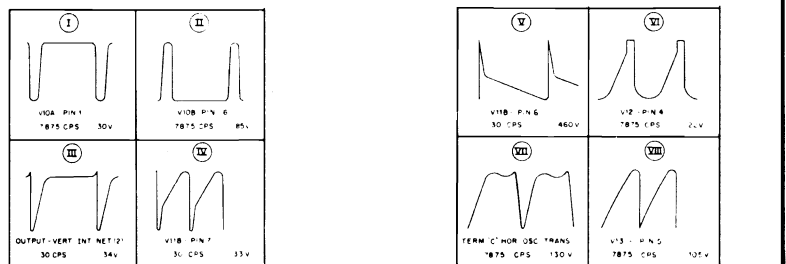 I
V10A PIN 1
7875 CPS 30V
II
V10B PIN 6
7875 CPS 85V
III
OUTPUT - VERT INT NET (2)
30 CPS 34V
IV
V11B - PIN 7
30 CPS 33V
V
V11B - PIN 6
30 CPS 460V
VI
V12 - PIN 4
7875 CPS
VII
TERM "C" HOR OSC TRANS
7875 CPS 130V
VIII
V13 - PIN 5
7875 CPS